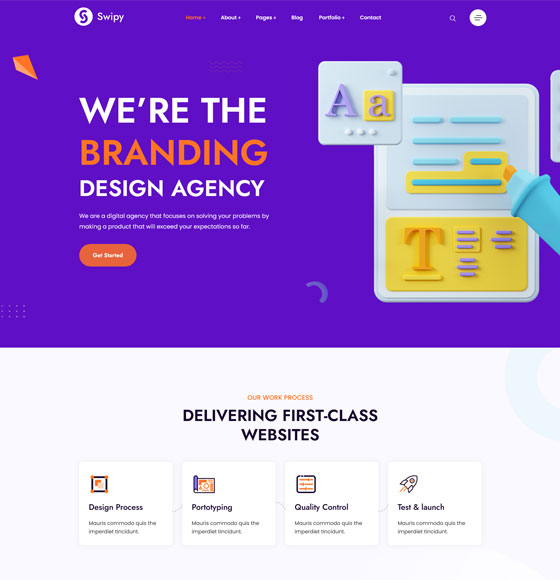 Swipy
Home +
About +
Pages +
Blog
Portfolio +
Contact
WE'RE THE
BRANDING
DESIGN AGENCY
We are a digital agency that focuses on solving your problems by
making a product that will exceed your expectations so far.
Get Started
Aa
T
OUR WORK PROCESS
DELIVERING FIRST-CLASS
WEBSITES
Design Process
Mauris commodo quis the
imperdiet tincidunt.
Portotyping
Mauris commodo quis the
imperdiet tincidunt.
Quality Control
Mauris commodo quis the
imperdiet tincidunt.
Test & launch
Mauris commodo quis the
imperdiet tincidunt.